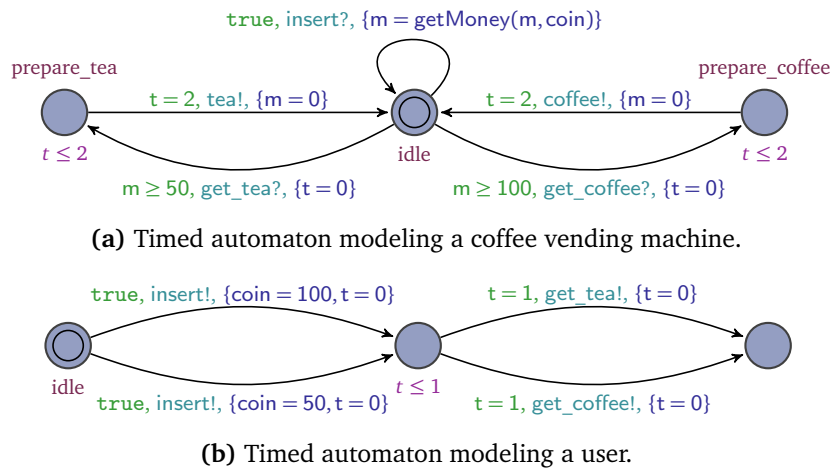 true, insert?, {m = getMoney(m, coin)}
prepare_tea
prepare_coffee
t = 2, tea!, {m = 0}
t = 2, coffee!, {m = 0}
t ≤ 2
idle
t ≤ 2
m ≥ 50, get_tea?, {t = 0}
m ≥ 100, get_coffee?, {t = 0}
(a) Timed automaton modeling a coffee vending machine.
true, insert!, {coin = 100, t = 0}
t = 1, get_tea!, {t = 0}
idle
t ≤ 1
true, insert!, {coin = 50, t = 0}
t = 1, get_coffee!, {t = 0}
(b) Timed automaton modeling a user.